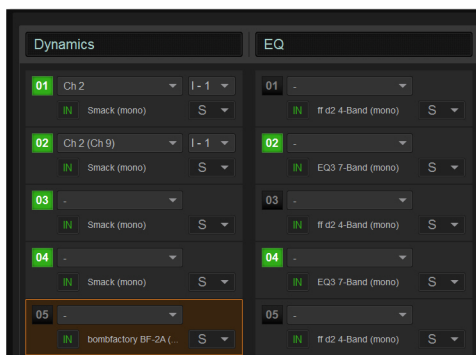 Dynamics
EQ
01 Ch 2 I - 1
IN Smack (mono) S
02 Ch 2 (Ch 9) I - 1
IN Smack (mono) S
03 -
IN Smack (mono) S
04 -
IN Smack (mono) S
05 -
IN bombfactory BF-2A (... S
01 -
IN ff d2 4-Band (mono) S
02 -
IN EQ3 7-Band (mono) S
03 -
IN ff d2 4-Band (mono) S
04 -
IN EQ3 7-Band (mono) S
05 -
IN ff d2 4-Band (mono) S